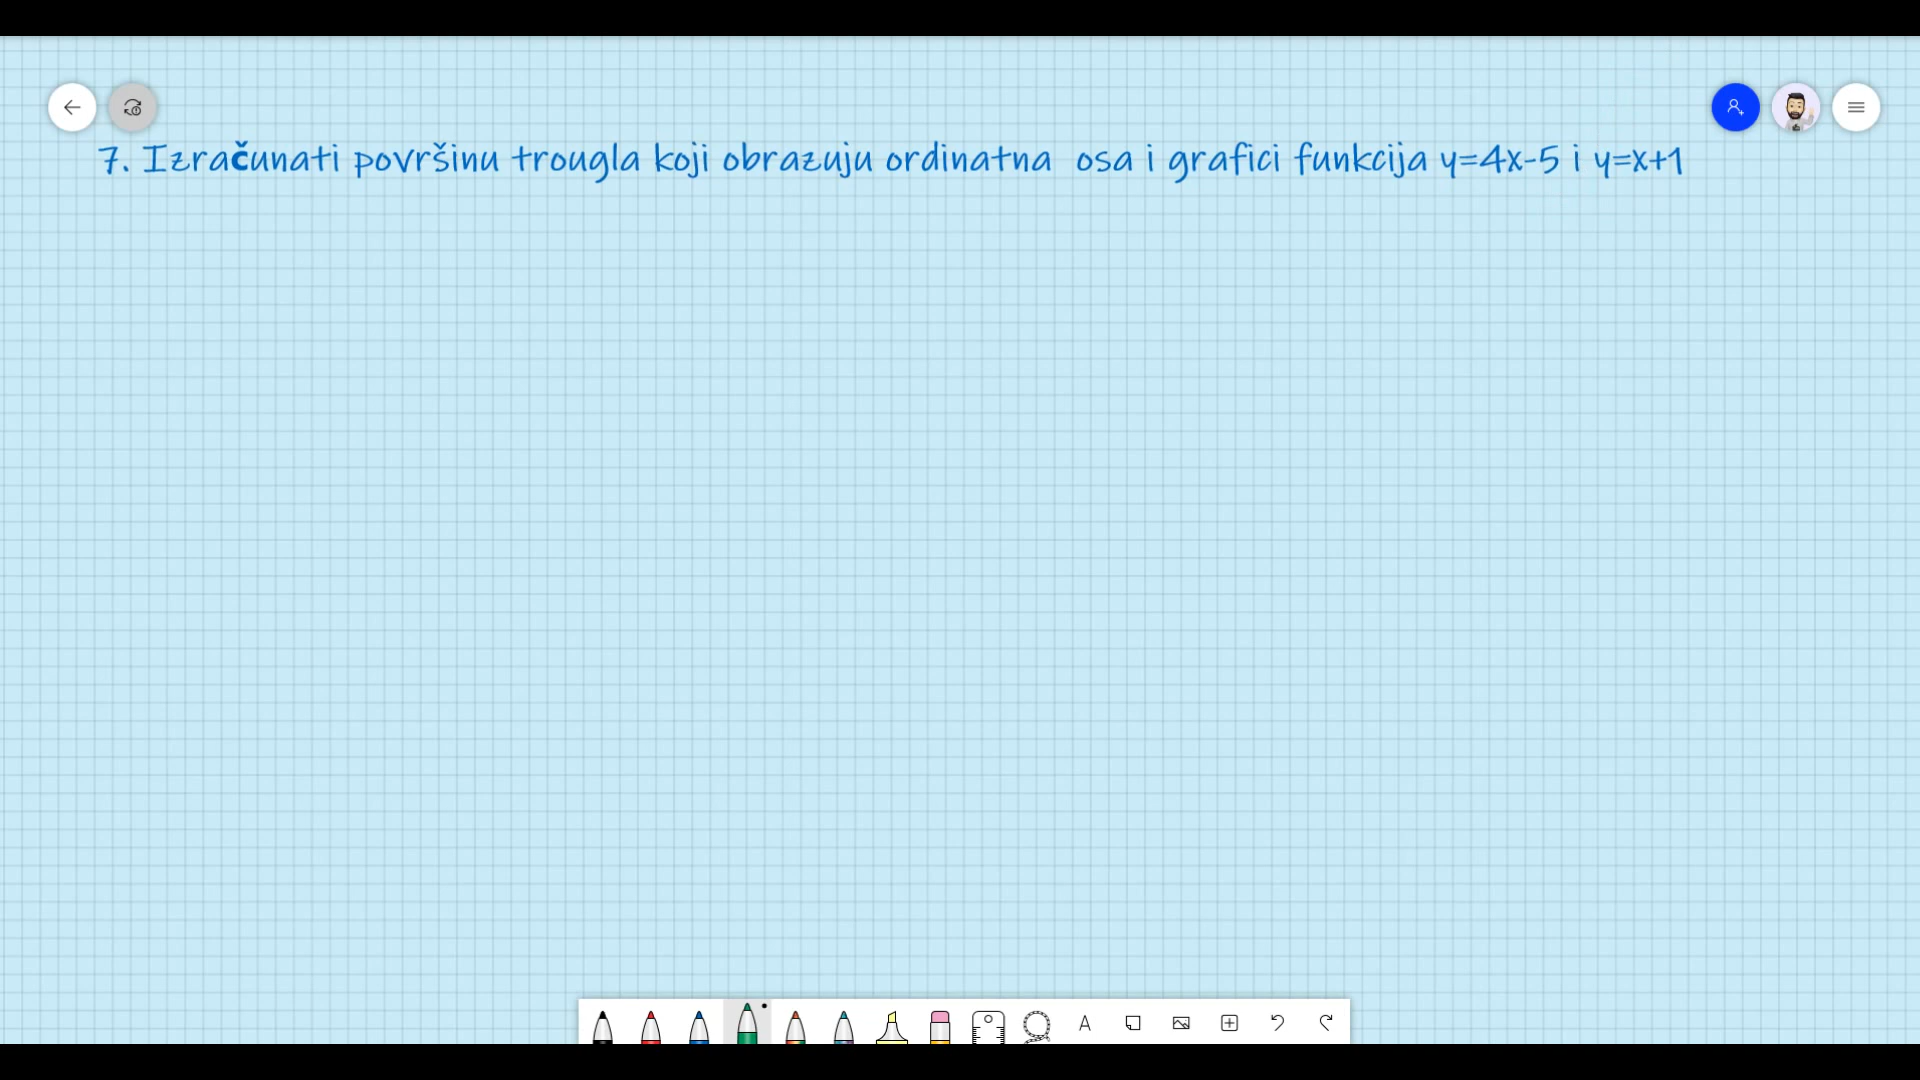 7. Izračunati površinu trougla koji obrazuju ordinatna osa i grafici funkcija y=4x-5 i y=x+1
A